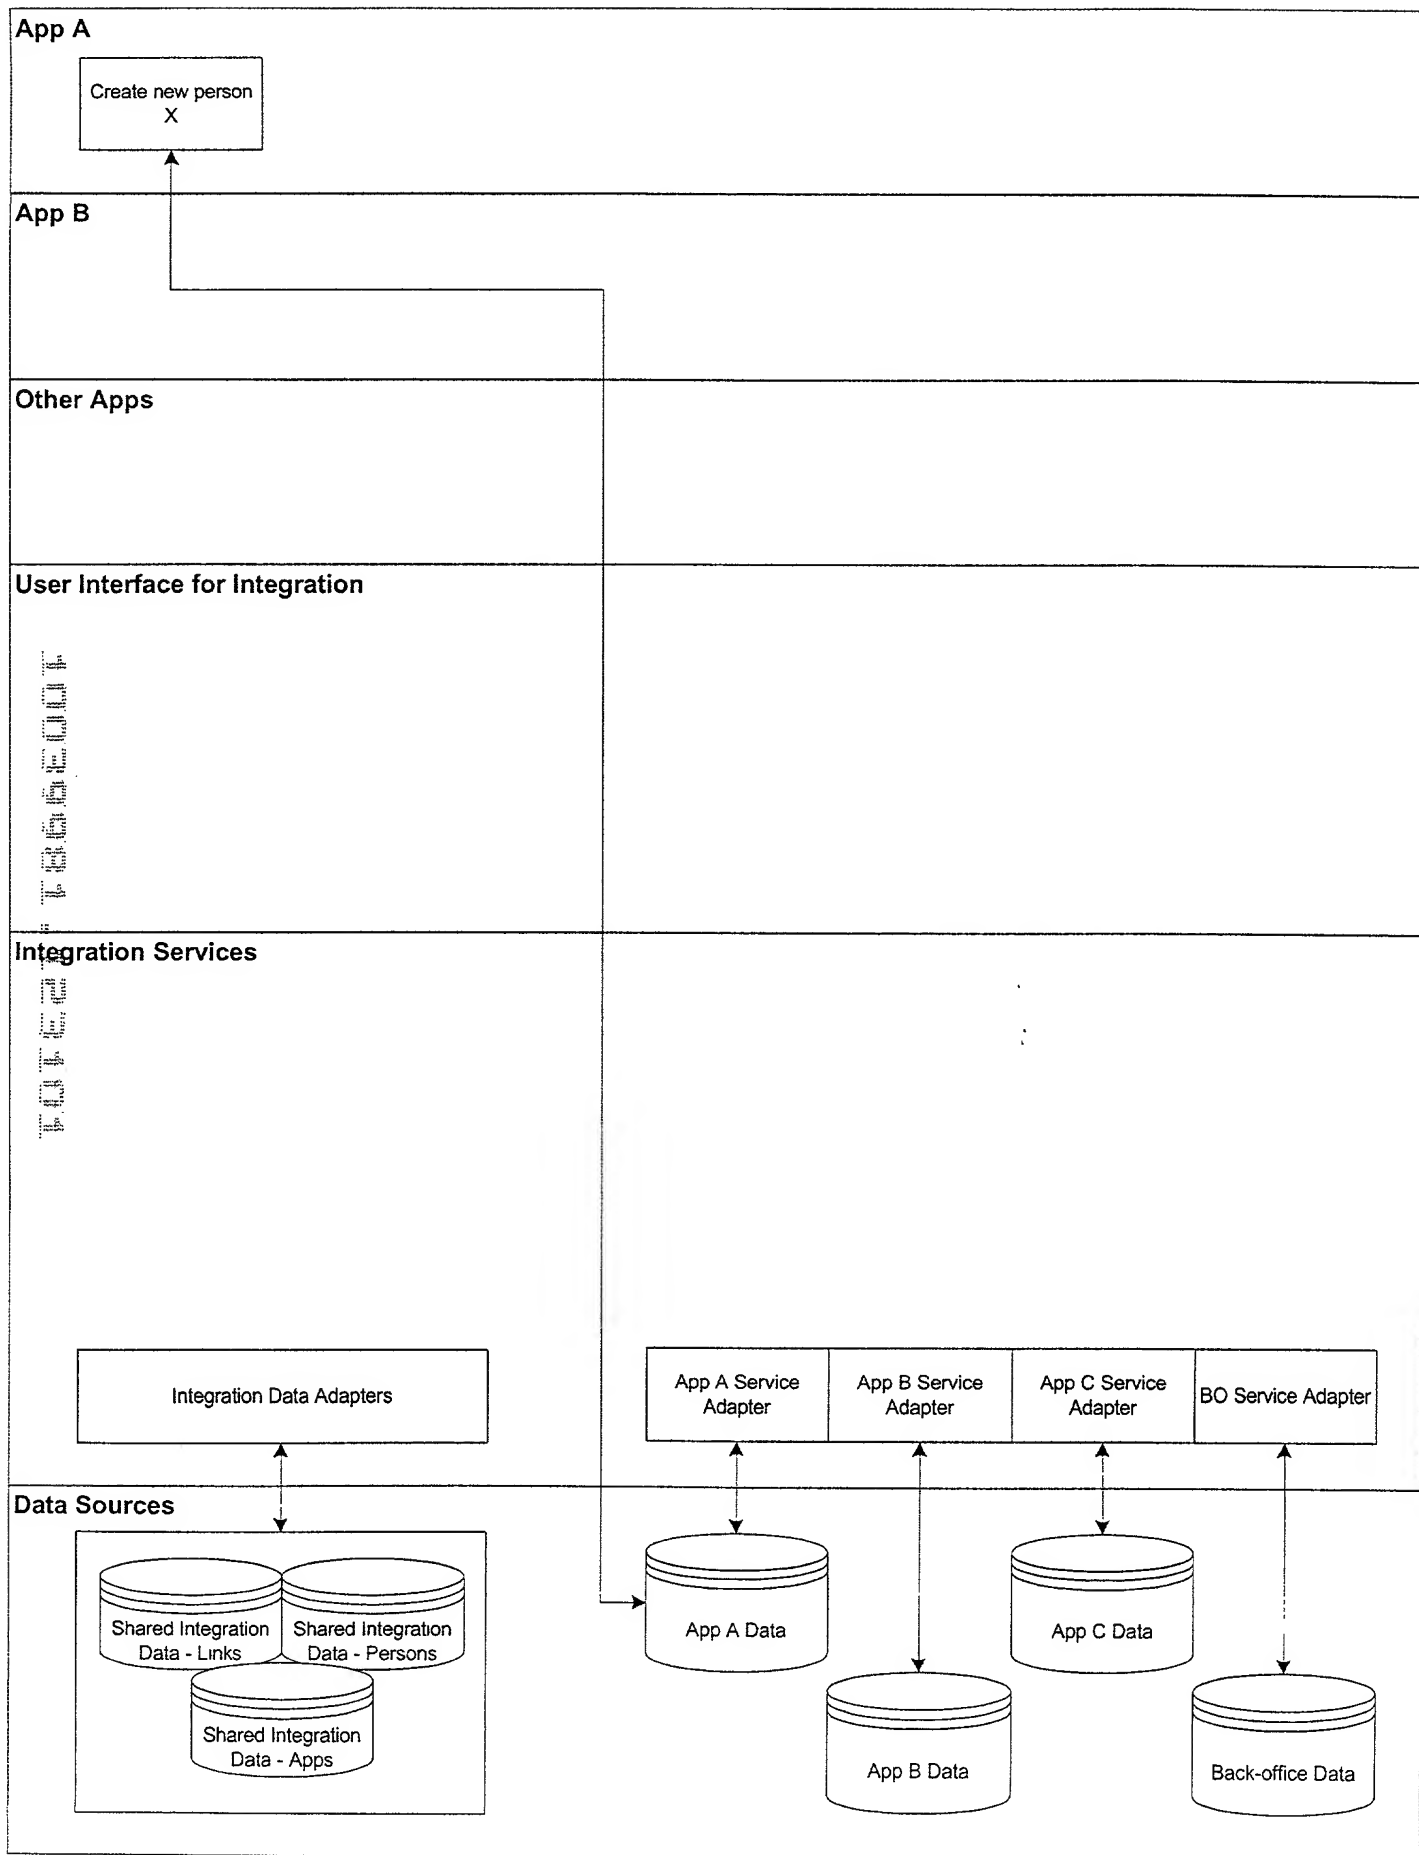 App A
Create new person
X
App B
Other Apps
User Interface for Integration
Integration Services
Integration Data Adapters
App A Service
Adapter
App B Service
Adapter
App C Service
Adapter
BO Service Adapter
Data Sources
Shared Integration
Data - Links
Shared Integration
Data - Persons
Shared Integration
Data - Apps
App A Data
App B Data
App C Data
Back-office Data